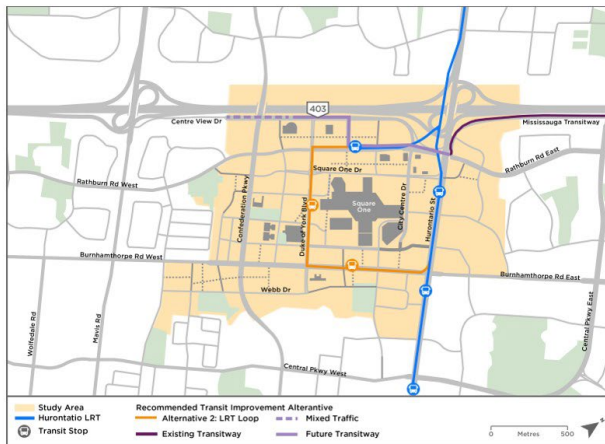 403
Centre View Dr
Mississauga Transitway
Rathburn Rd East
Square One Dr
Rathburn Rd West
Confederation Pkwy
Duke of York Blvd
Square
One
City Centre Dr
Hurontario St
Burnhamthorpe Rd West
Burnhamthorpe Rd East
Webb Dr
Wolfedale Rd
Mavis Rd
Central Pkwy East
Central Pkwy West
Study Area
Hurontatio LRT
Transit Stop
Recommended Transit Improvement Alterantive
Alternative 2: LRT Loop
Mixed Traffic
Existing Transitway
Future Transitway
0
500
Metres